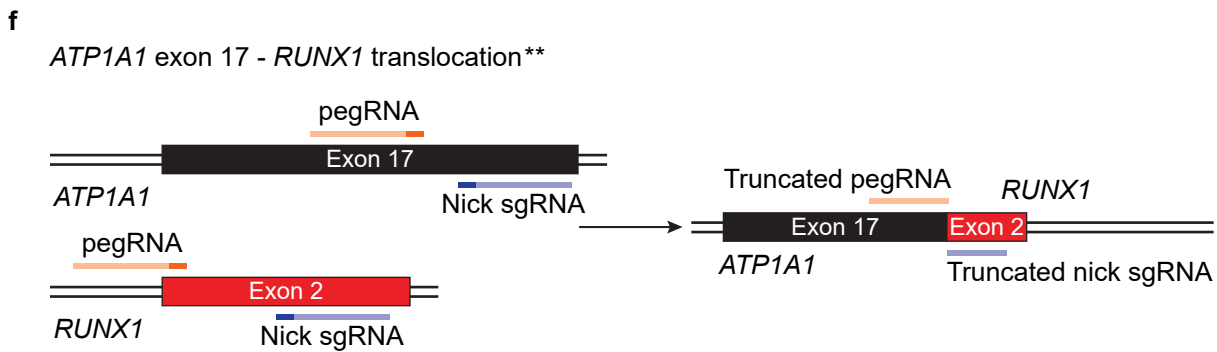 f
ATP1A1 exon 17 - RUNX1 translocation**
pegRNA
Exon 17
ATP1A1
Nick sgRNA
pegRNA
Exon 2
RUNX1
Nick sgRNA
Truncated pegRNA
RUNX1
Exon 17
Exon 2
ATP1A1
Truncated nick sgRNA